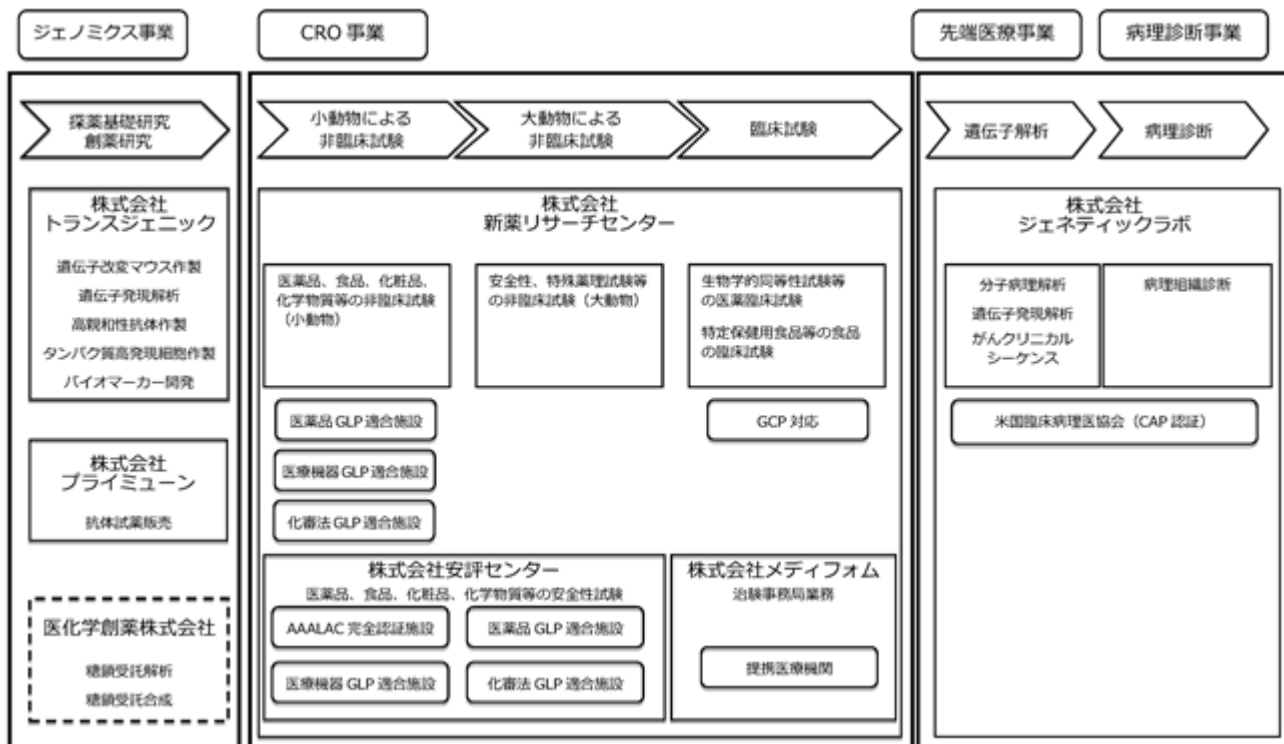 ジェノミクス事業
CRO 事業
先端医療事業
病理診断事業
探薬基礎研究
創薬研究
小動物による
非臨床試験
大動物による
非臨床試験
臨床試験
遺伝子解析
病理診断
株式会社
トランスジェニック
遺伝子改変マウス作製
遺伝子発現解析
高親和性抗体作製
タンパク質高発現細胞作製
バイオマーカー開発
株式会社
プライミューン
抗体試薬販売
医化学創薬株式会社
糖鎖受託解析
糖鎖受託合成
株式会社
新薬リサーチセンター
医薬品、食品、化粧品、
化学物質等の非臨床試験
（小動物）
安全性、特殊薬理試験等
の非臨床試験（大動物）
生物学的同等性試験等
の医薬臨床試験
特定保健用食品等の食品
の臨床試験
医薬品 GLP 適合施設
医療機器 GLP 適合施設
化審法 GLP 適合施設
GCP 対応
株式会社安評センター
医薬品、食品、化粧品、化学物質等の安全性試験
AAALAC 完全認証施設
医薬品 GLP 適合施設
医療機器 GLP 適合施設
化審法 GLP 適合施設
株式会社メディフォム
治験事務局業務
提携医療機関
株式会社
ジェネティックラボ
分子病理解析
遺伝子発現解析
がんクリニカル
シーケンス
病理組織診断
米国臨床病理医協会（CAP 認証）